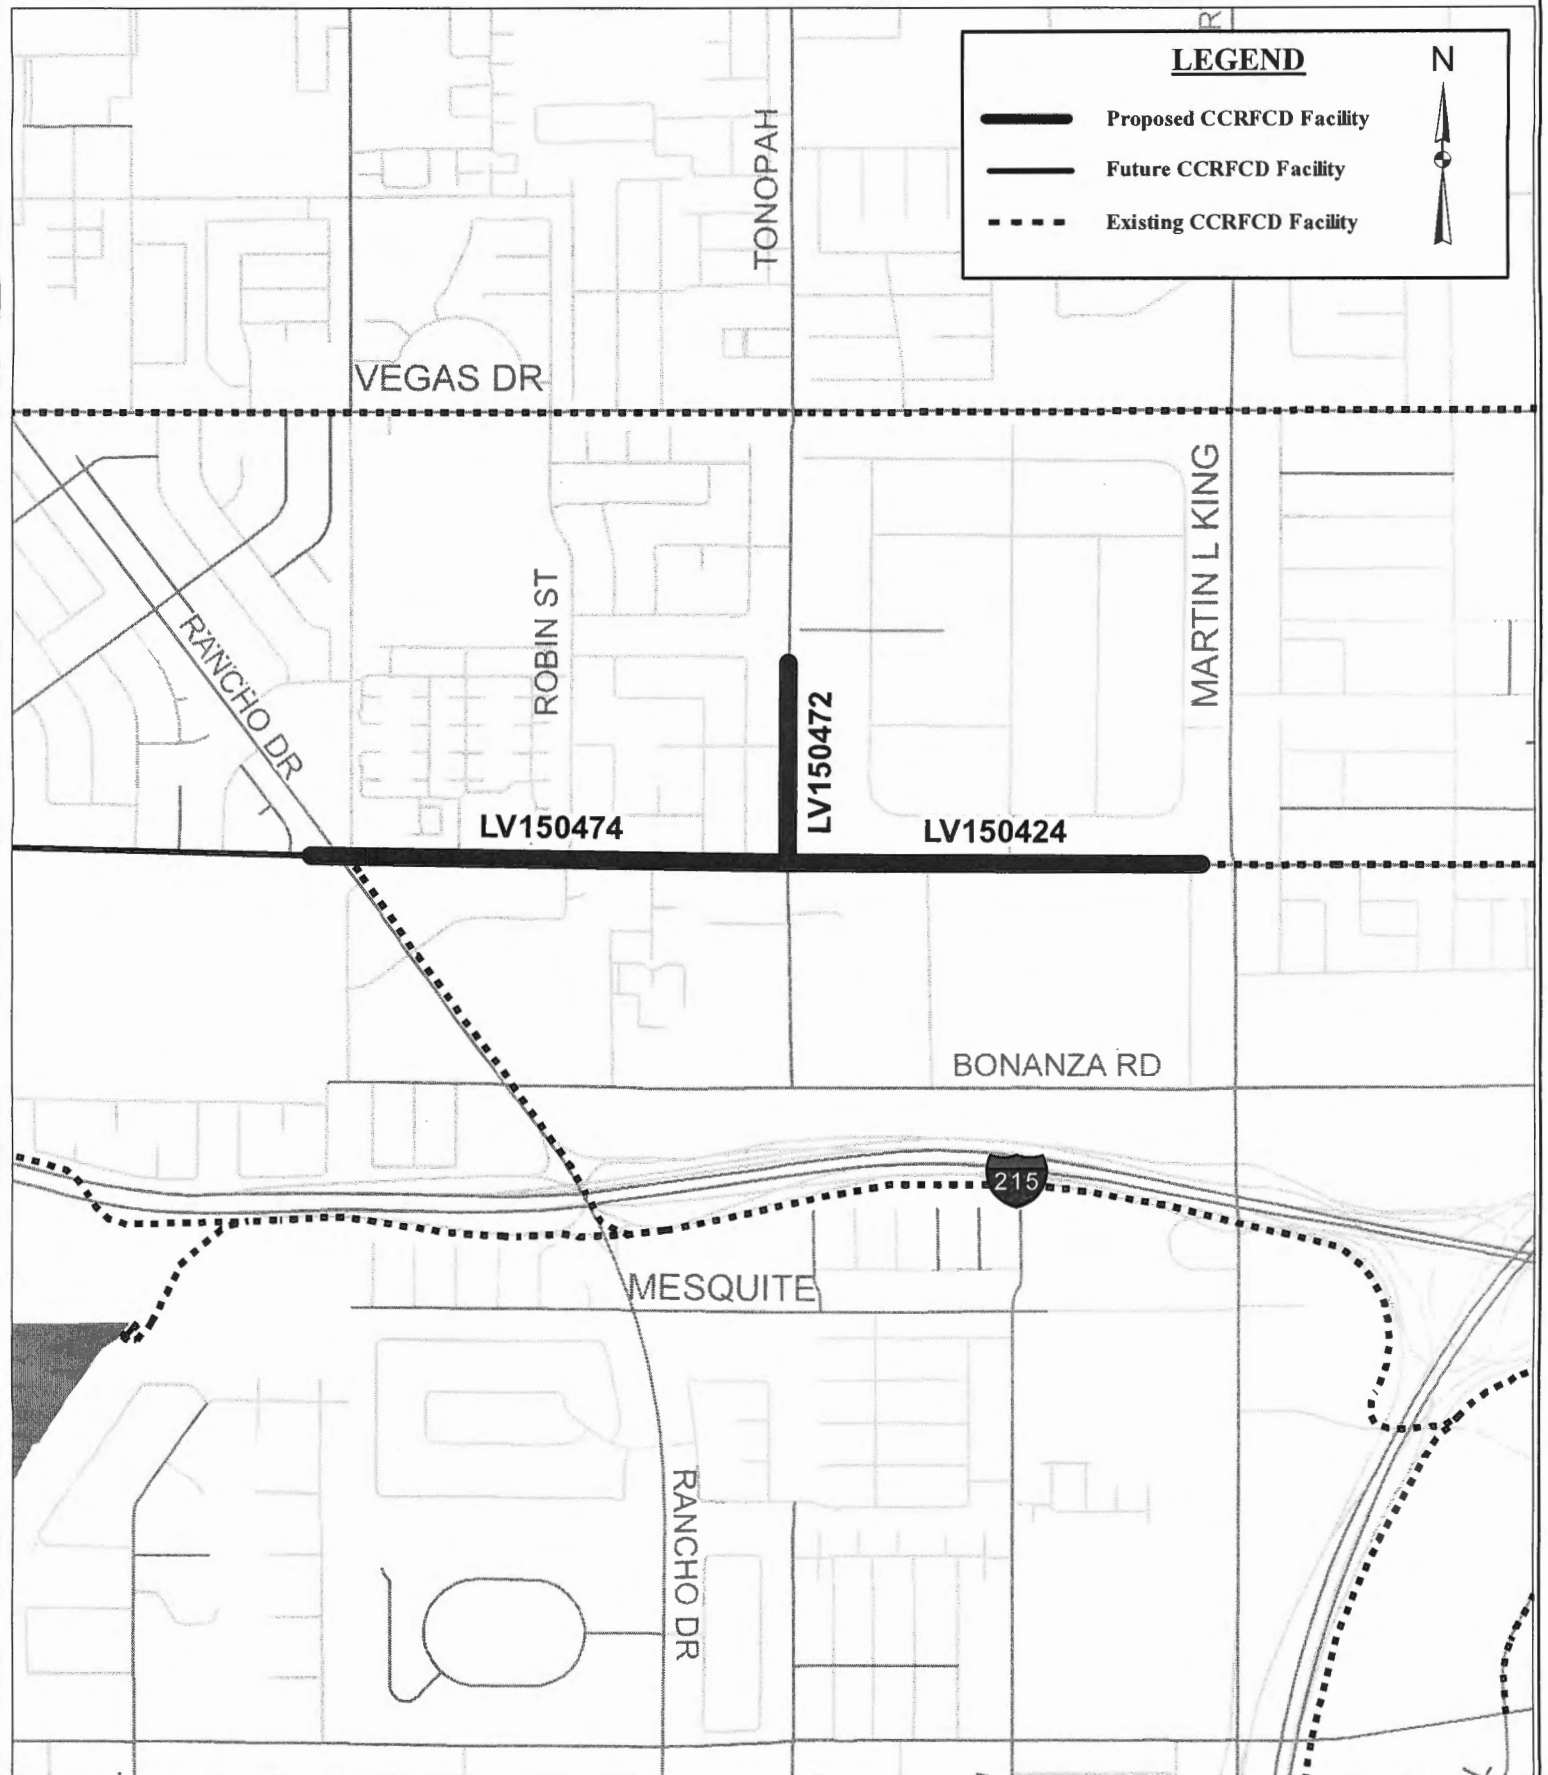 R
LEGEND
N
Proposed CCRFCD Facility
Future CCRFCD Facility
Existing CCRFCD Facility
TONOPAH
VEGAS DR
MARTIN L KING
ROBIN ST
RANCHO DR
LV150472
LV150474
LV150424
BONANZA RD
215
MESQUITE
RANCHO DR